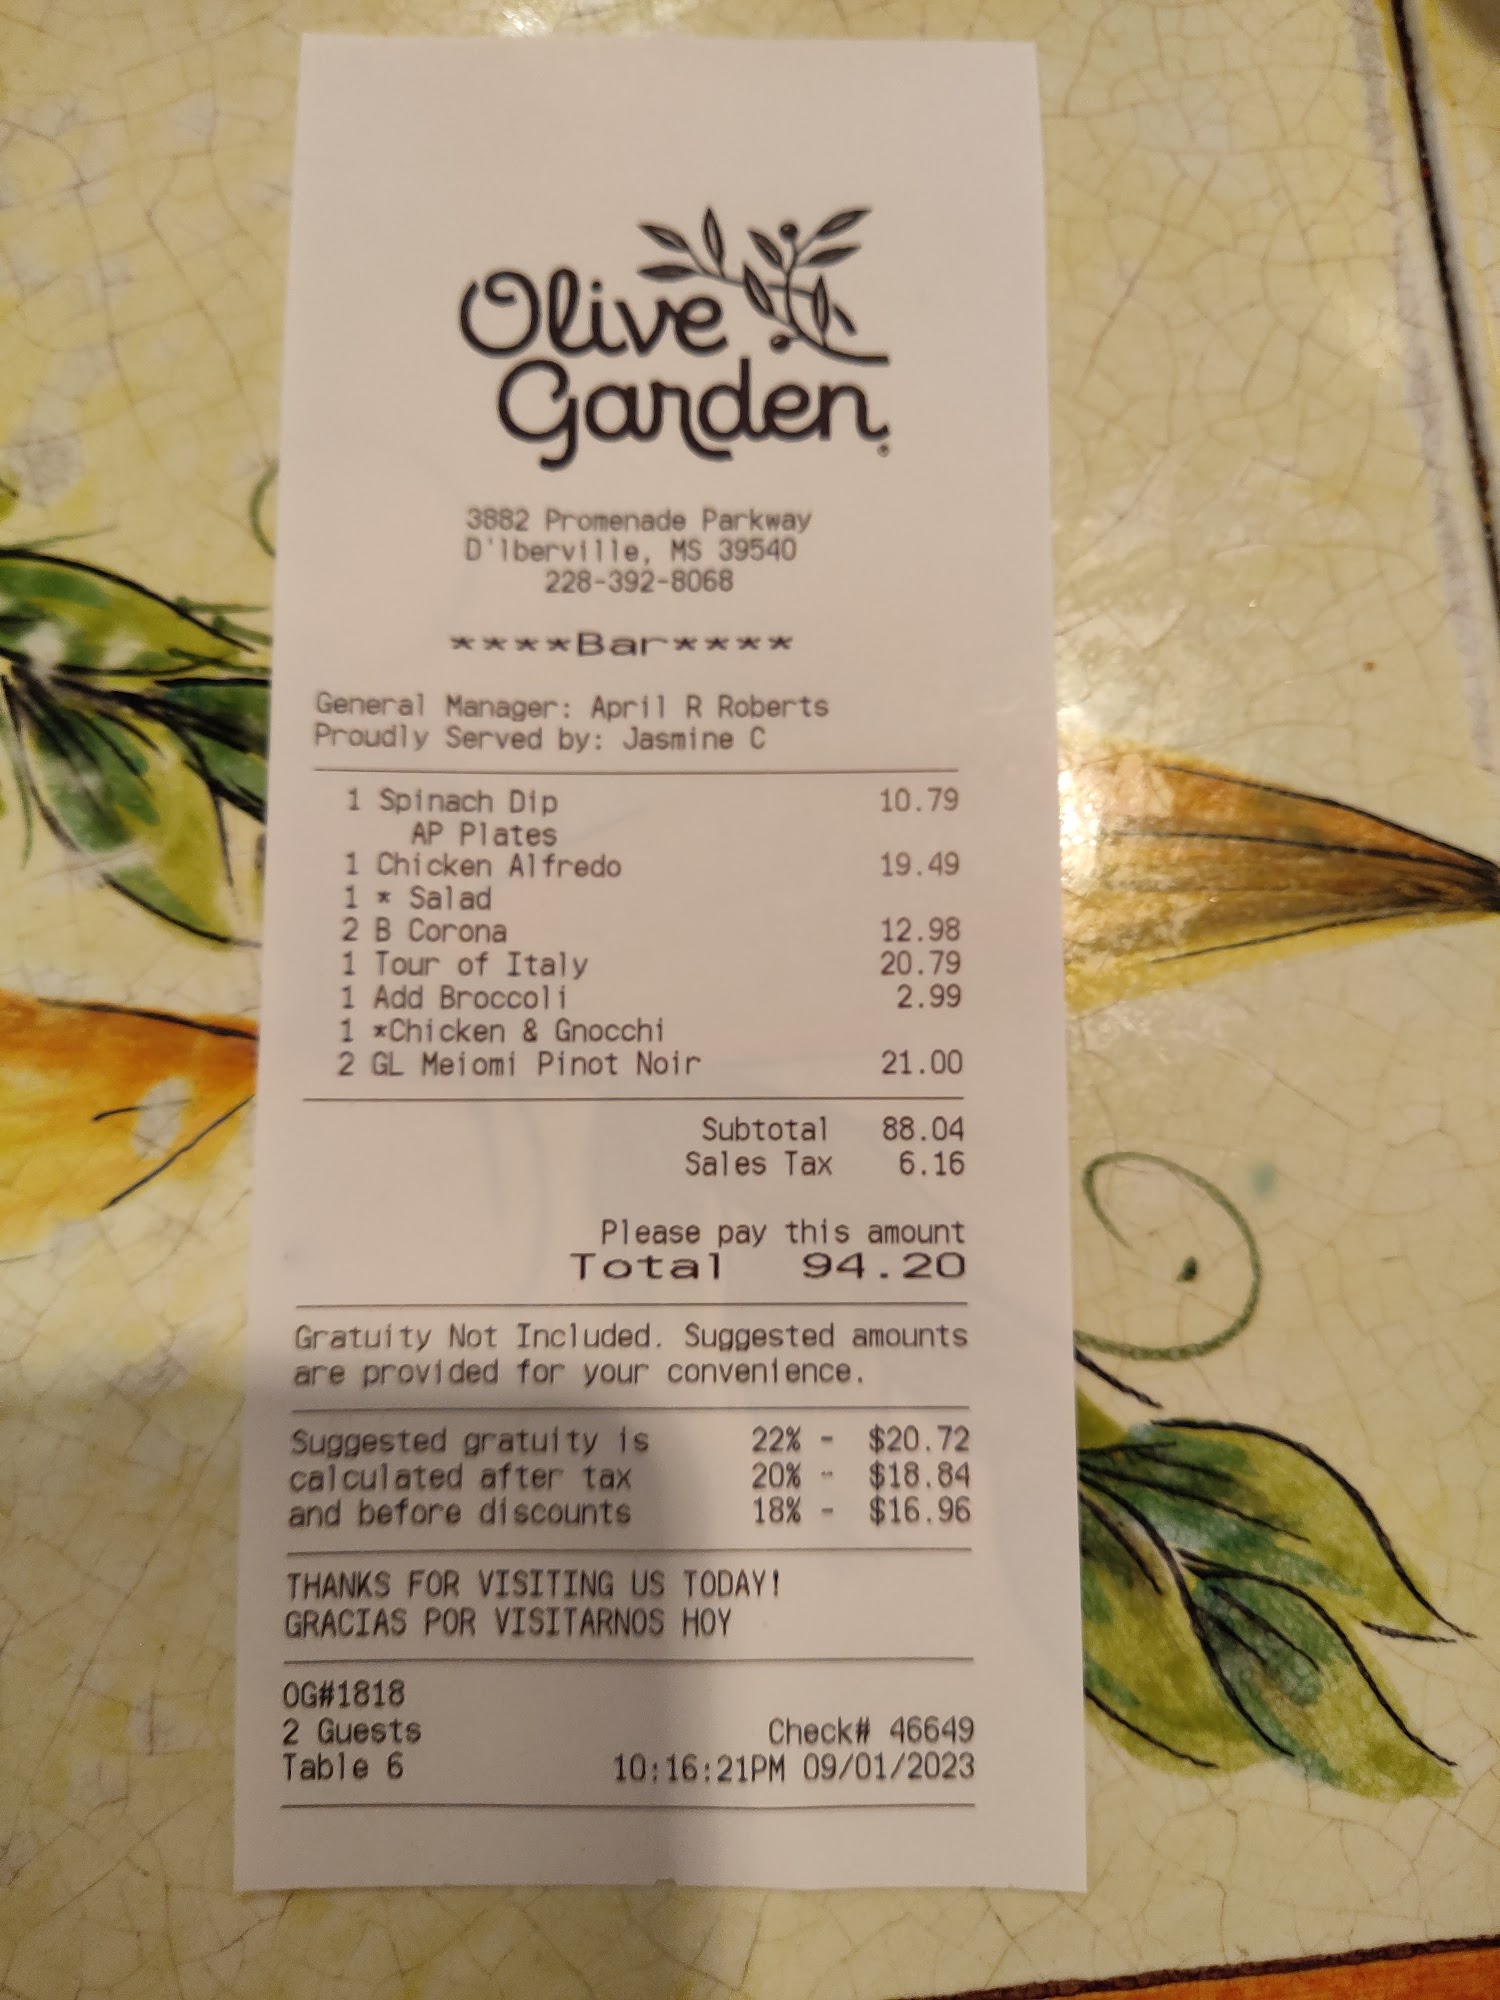 Olive
Garden
3882 Promenade Parkway
D'lberville, MS 39540
228-392-8068
****Bar****
General Manager: April R Roberts
Proudly Served by: Jasmine C
1 Spinach Dip 10.79
AP Plates
1 Chicken Alfredo 19.49
1 * Salad
2 B Corona 12.98
1 Tour of Italy 20.79
1 Add Broccoli 2.99
1 *Chicken & Gnocchi
2 GL Meiomi Pinot Noir 21.00
Subtotal 88.04
Sales Tax 6.16
Please pay this amount
Total 94.20
Gratuity Not Included. Suggested amounts
are provided for your convenience.
Suggested gratuity is 22% - $20.72
calculated after tax 20% - $18.84
and before discounts 18% - $16.96
THANKS FOR VISITING US TODAY!
GRACIAS POR VISITARNOS HOY
OG#1818
2 Guests Check# 46649
Table 6 10:16:21PM 09/01/2023